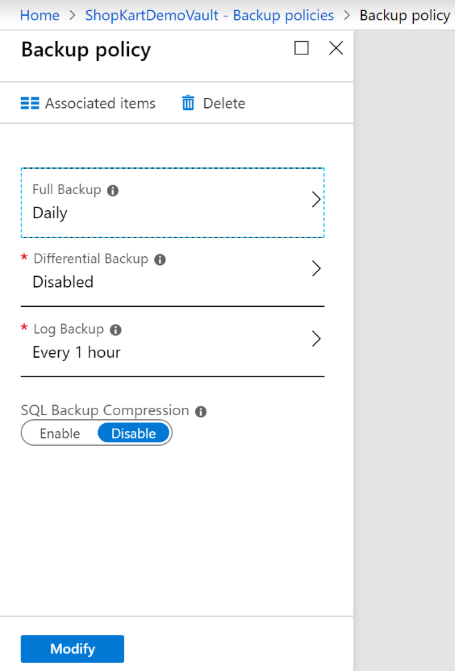 Home > ShopKartDemoVault - Backup policies > Backup policy
Backup policy
Associated items Delete
Full Backup
Daily
* Differential Backup
Disabled
* Log Backup
Every 1 hour
SQL Backup Compression
Enable Disable
Modify